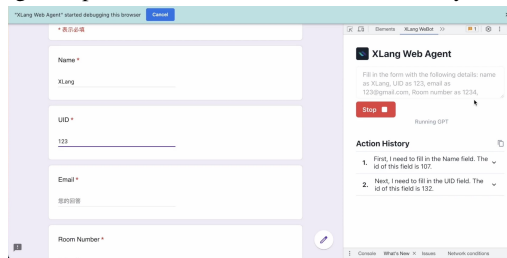 "XLang Web Agent" started debugging this browser
Cancel
* 表示必填
Name *
XLang
UID *
123
Email *
我的回答
Room Number *
Elements
XLang WeBot
1
XLang Web Agent
Fill in the form with the following details: name
as XLang, UID as 123, email as
123@gmail.com, Room number as 1234,
Stop
Running GPT
Action History
1. First, I need to fill in the Name field. The
id of this field is 107.
2. Next, I need to fill in the UID field. The
id of this field is 132.
Console
What's New
Issues
Network conditions